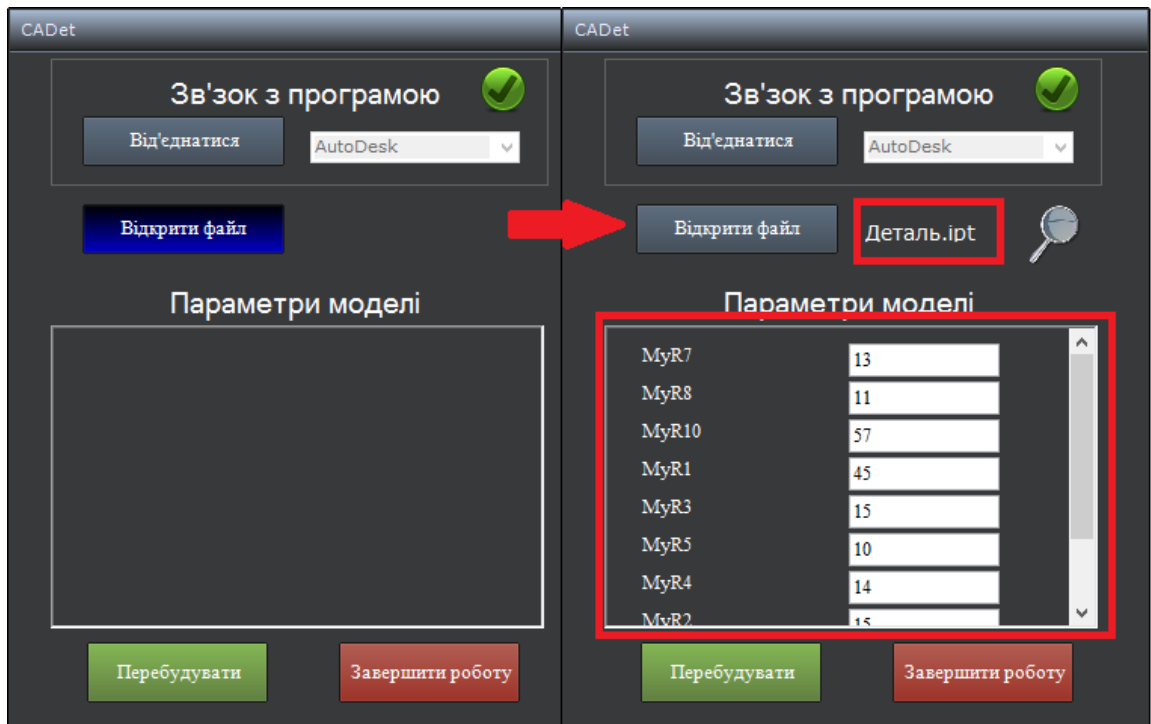 CADet
Зв'зок з програмою
Від'єднатися
AutoDesk
Відкрити файл
Параметри моделі
Перебудувати
Завершити роботу
CADet
Зв'зок з програмою
Від'єднатися
AutoDesk
Відкрити файл
Деталь.ipt
Параметри моделі
MyR7 13
MyR8 11
MyR10 57
MyR1 45
MyR3 15
MyR5 10
MyR4 14
MyR2 15
Перебудувати
Завершити роботу